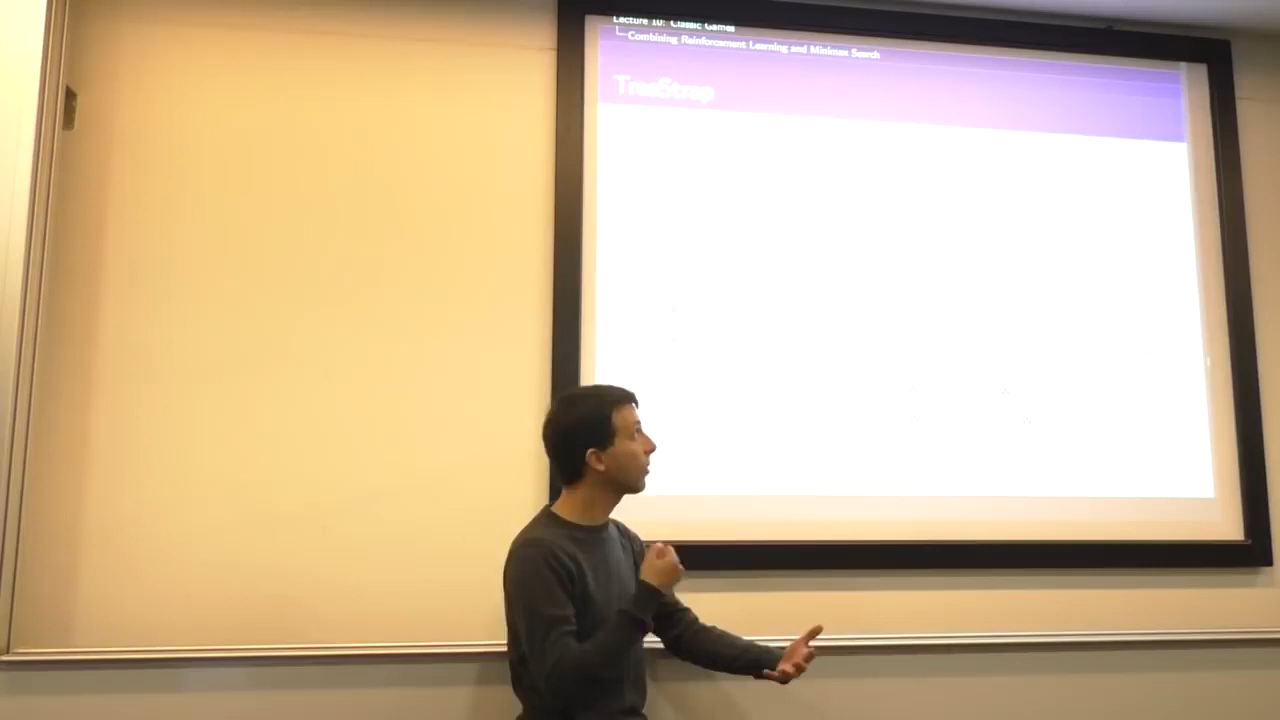 Lecture 10: Classic Games
Combining Reinforcement Learning and Minimax Search
TreeStrap